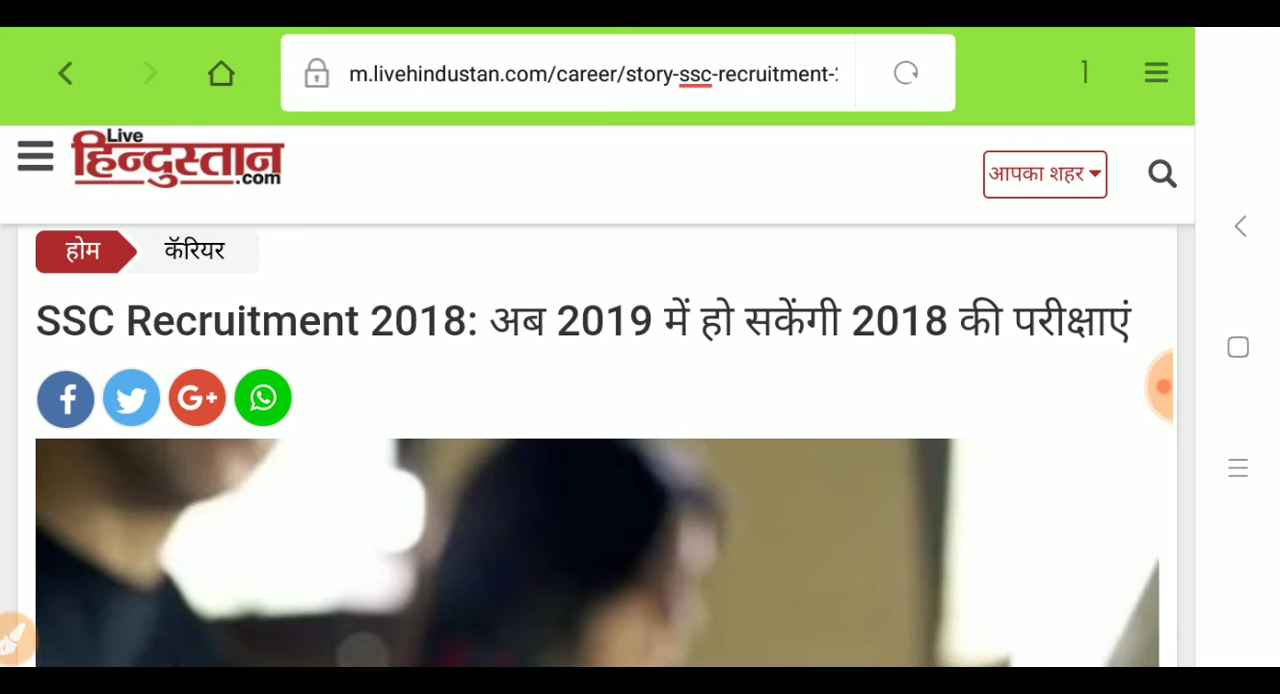 m.livehindustan.com/career/story-ssc-recruitment-
1
Live
हिन्दुस्तान
.com
आपका शहर
होम
कॅरियर
SSC Recruitment 2018: अब 2019 में हो सकेंगी 2018 की परीक्षाएं
f
G+